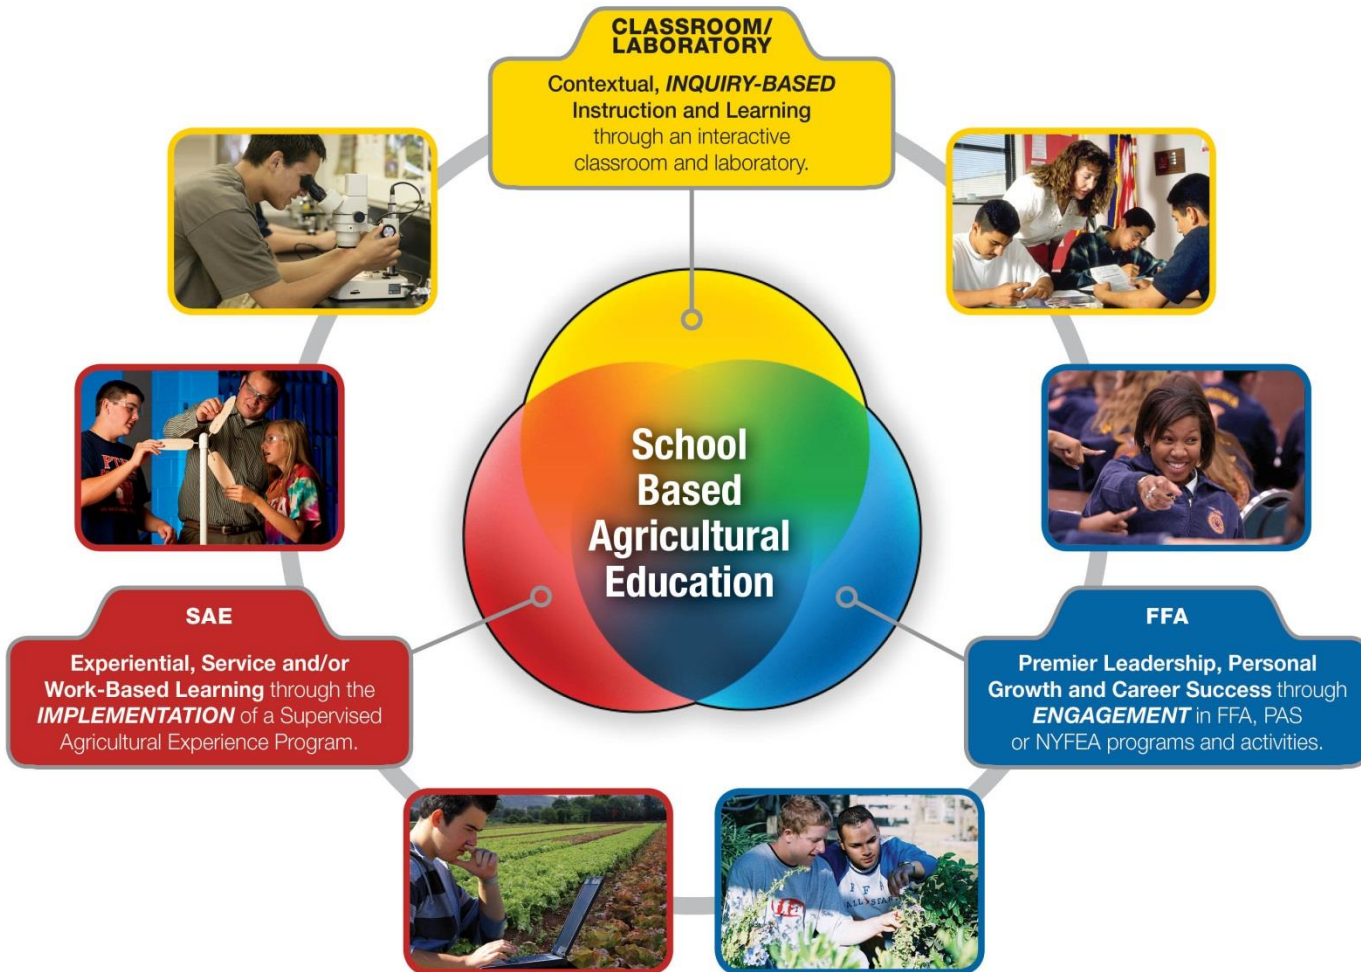 CLASSROOM/
LABORATORY
Contextual, INQUIRY-BASED
Instruction and Learning
through an interactive
classroom and laboratory.
School
Based
Agricultural
Education
SAE
Experiential, Service and/or
Work-Based Learning through the
IMPLEMENTATION of a Supervised
Agricultural Experience Program.
FFA
Premier Leadership, Personal
Growth and Career Success through
ENGAGEMENT in FFA, PAS
or NYFEA programs and activities.